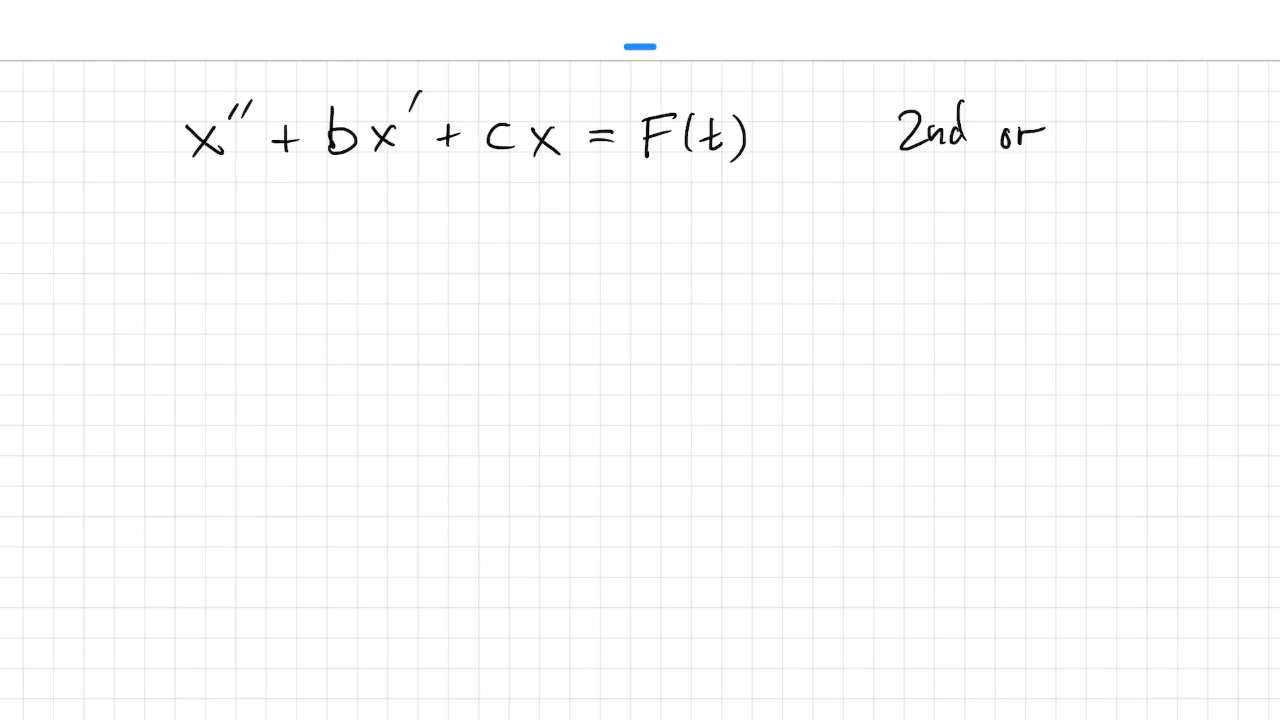 x'' + bx' + cx = F(t) 2nd or